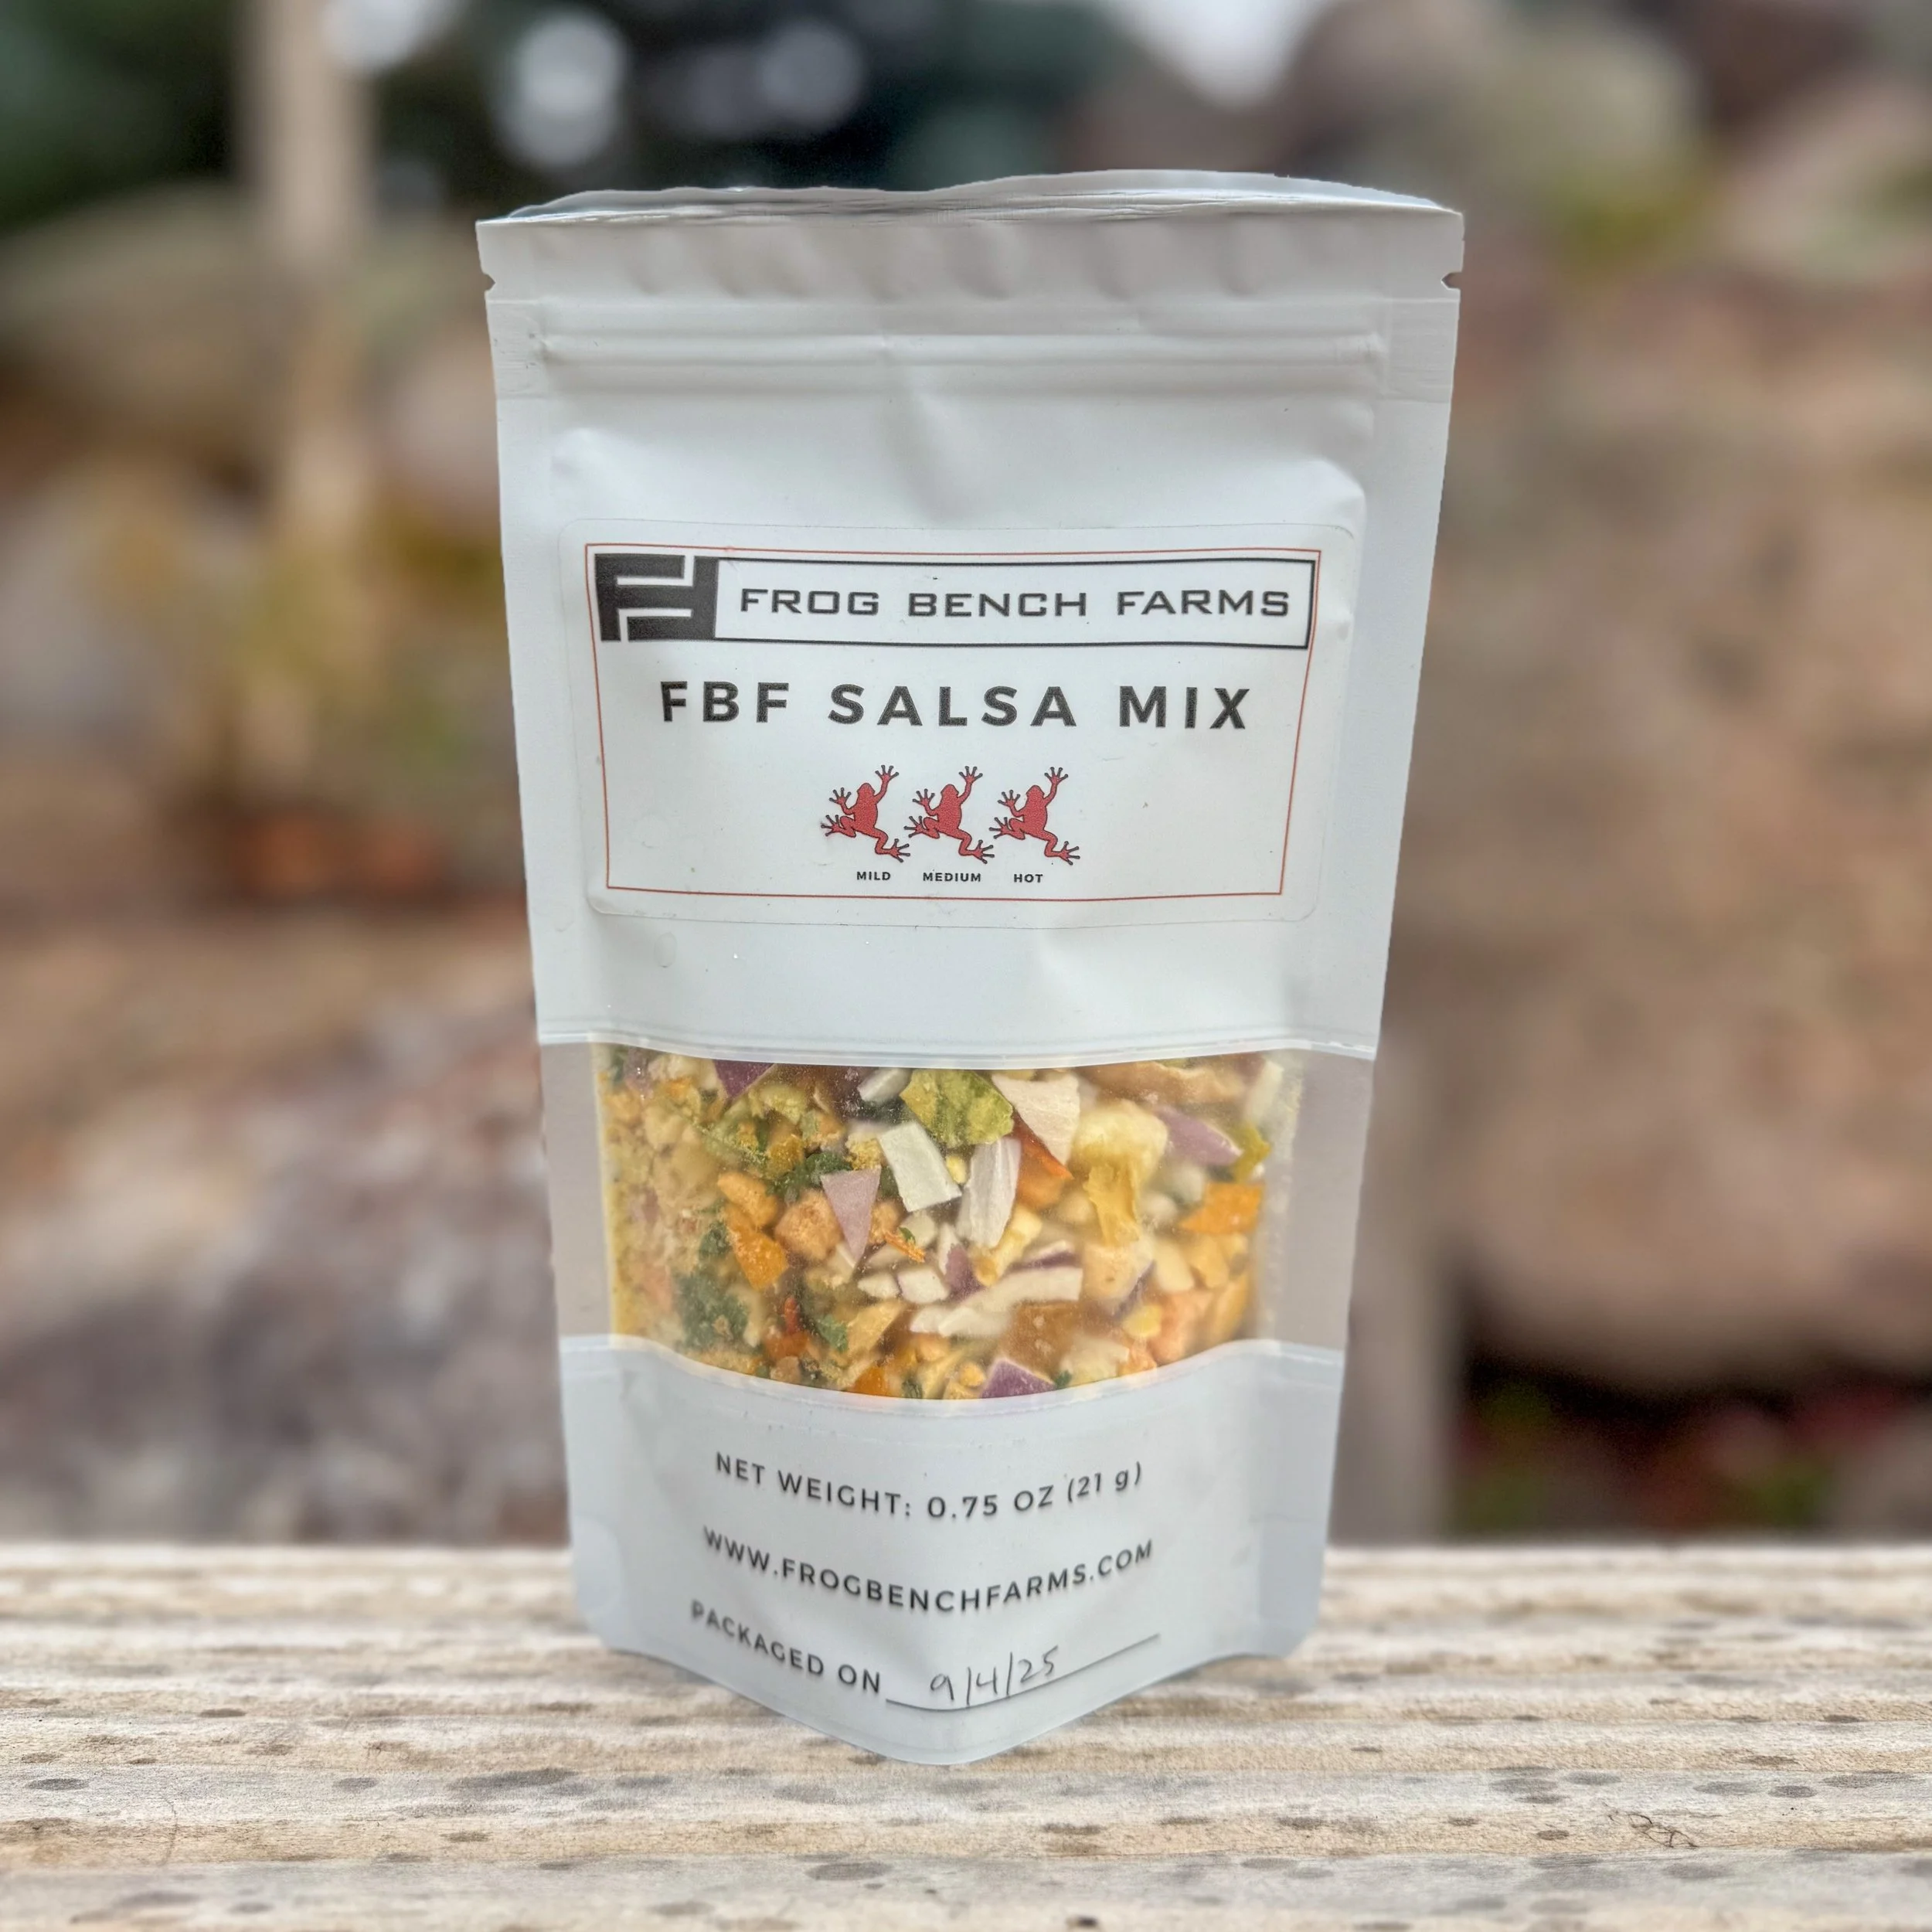 FROG BENCH FARMS
FBF SALSA MIX
MILD MEDIUM HOT
NET WEIGHT: 0.75 OZ (21 g)
WWW.FROGBENCHFARMS.COM
PACKAGED ON 9/4/25